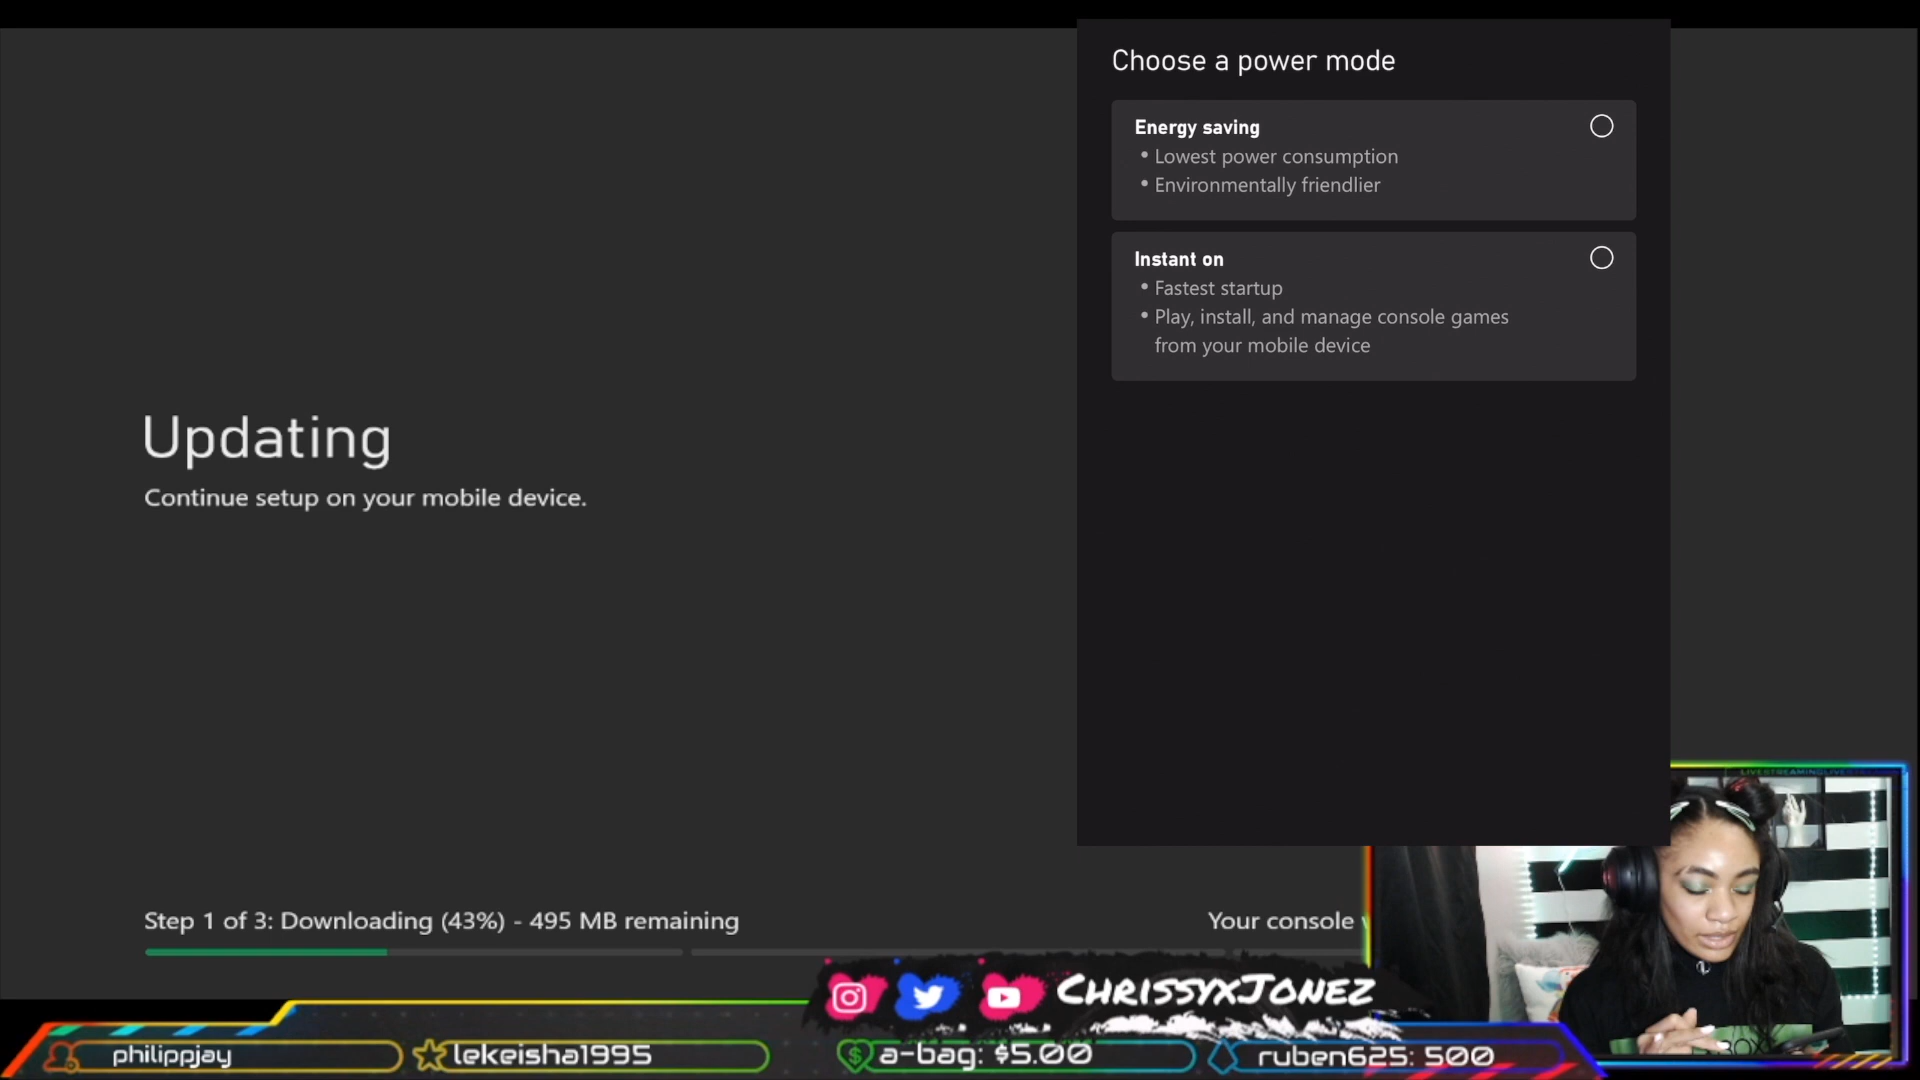 Choose a power mode
Energy saving
• Lowest power consumption
• Environmentally friendlier
Instant on
• Fastest startup
• Play, install, and manage console games
from your mobile device
Updating
Continue setup on your mobile device.
Step 1 of 3: Downloading (43%) - 495 MB remaining
Your console
CHRISSYXJONEZ
philippjay
lekeisha1995
a-bag: $5.00
ruben625: 500